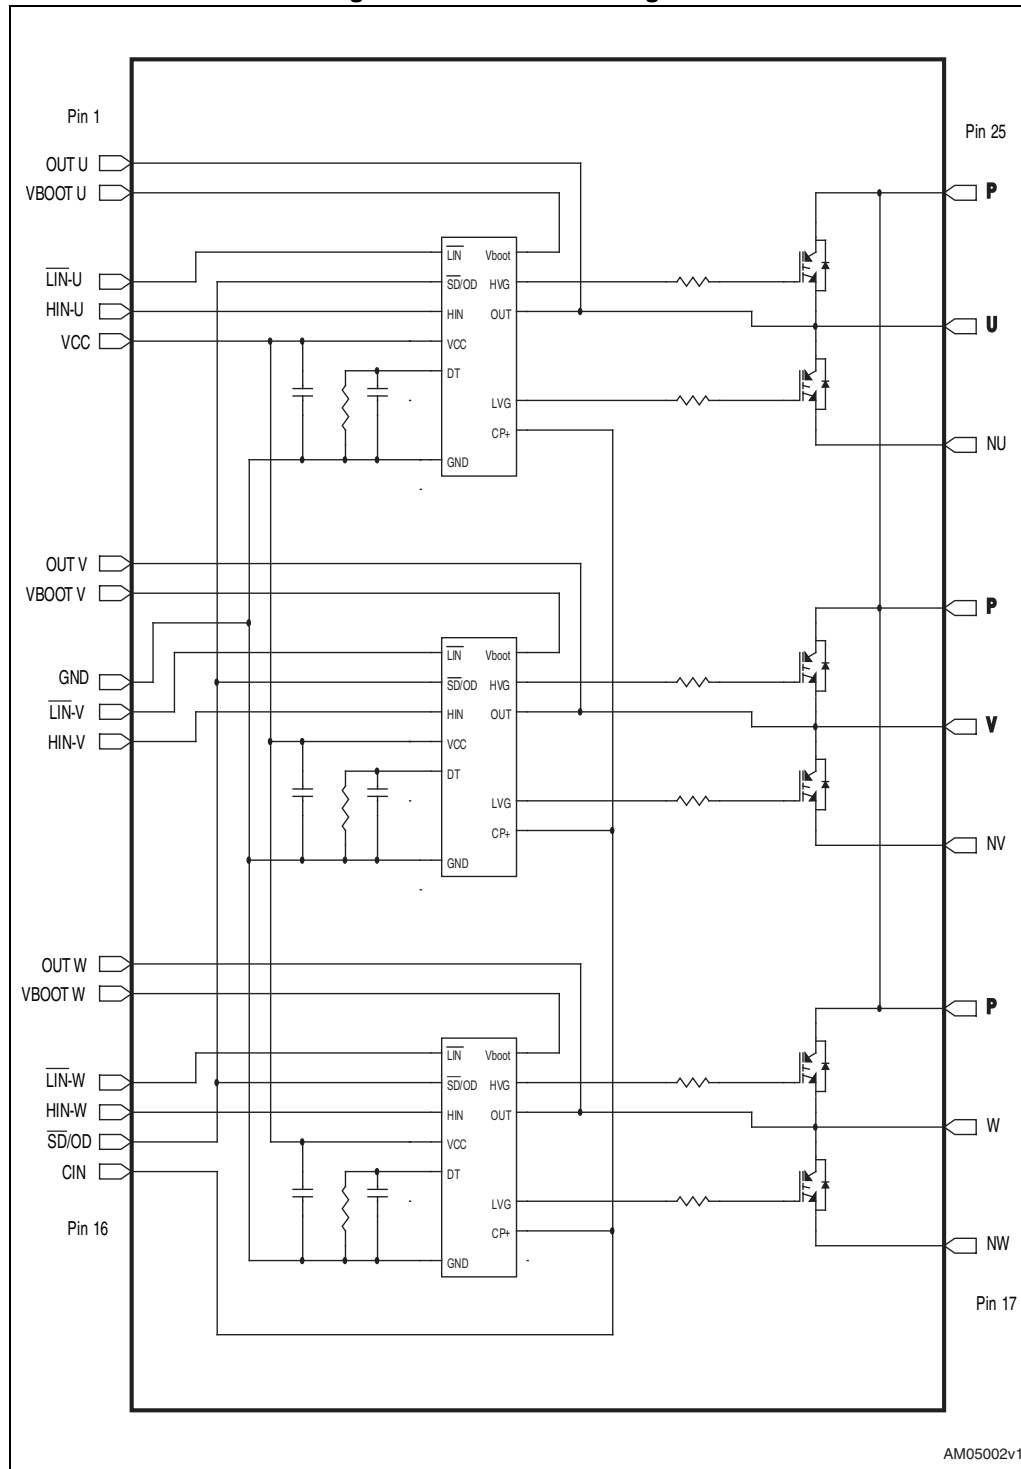 Pin 1
Pin 25
OUT U
VBOOT U
P
LIN
Vboot
LIN-U
SD/OD
HVG
HIN-U
HIN
OUT
U
VCC
VCC
DT
LVG
CP+
NU
GND
OUT V
VBOOT V
P
LIN
Vboot
GND
SD/OD
HVG
LIN-V
HIN
OUT
V
HIN-V
VCC
DT
LVG
CP+
NV
GND
OUT W
VBOOT W
P
LIN
Vboot
LIN-W
SD/OD
HVG
HIN-W
HIN
OUT
W
SD/OD
VCC
CIN
DT
LVG
Pin 16
CP+
NW
GND
Pin 17
AM05002v1